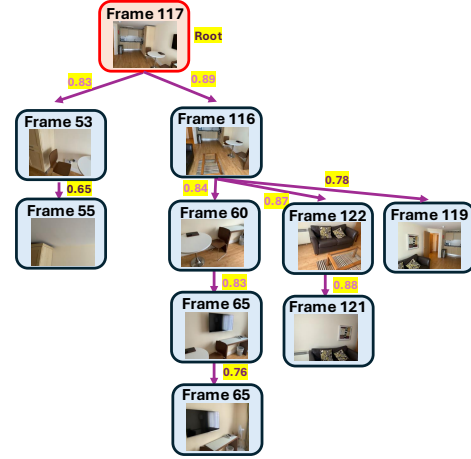 Frame 117
Root
0.83
0.89
Frame 53
Frame 116
0.65
0.84
0.87
0.78
Frame 55
Frame 60
Frame 122
Frame 119
0.83
0.88
Frame 65
Frame 121
0.76
Frame 65